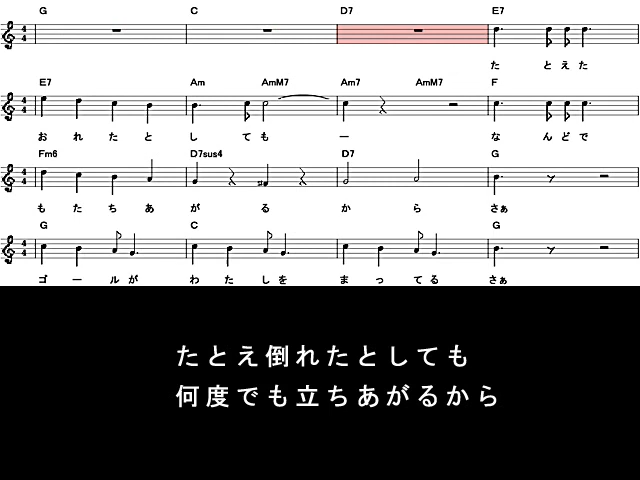 G C D7 E7
た と え た
E7 Am AmM7 Am7 AmM7 F
お れ た と し て も ー な ん ど で
Fm6 D7sus4 D7 G
も た ち あ が る か ら さぁ
G C G
ゴ ー ル が わ た し を ま っ て る さぁ
たとえ倒れたとしても
何度でも立ちあがるから